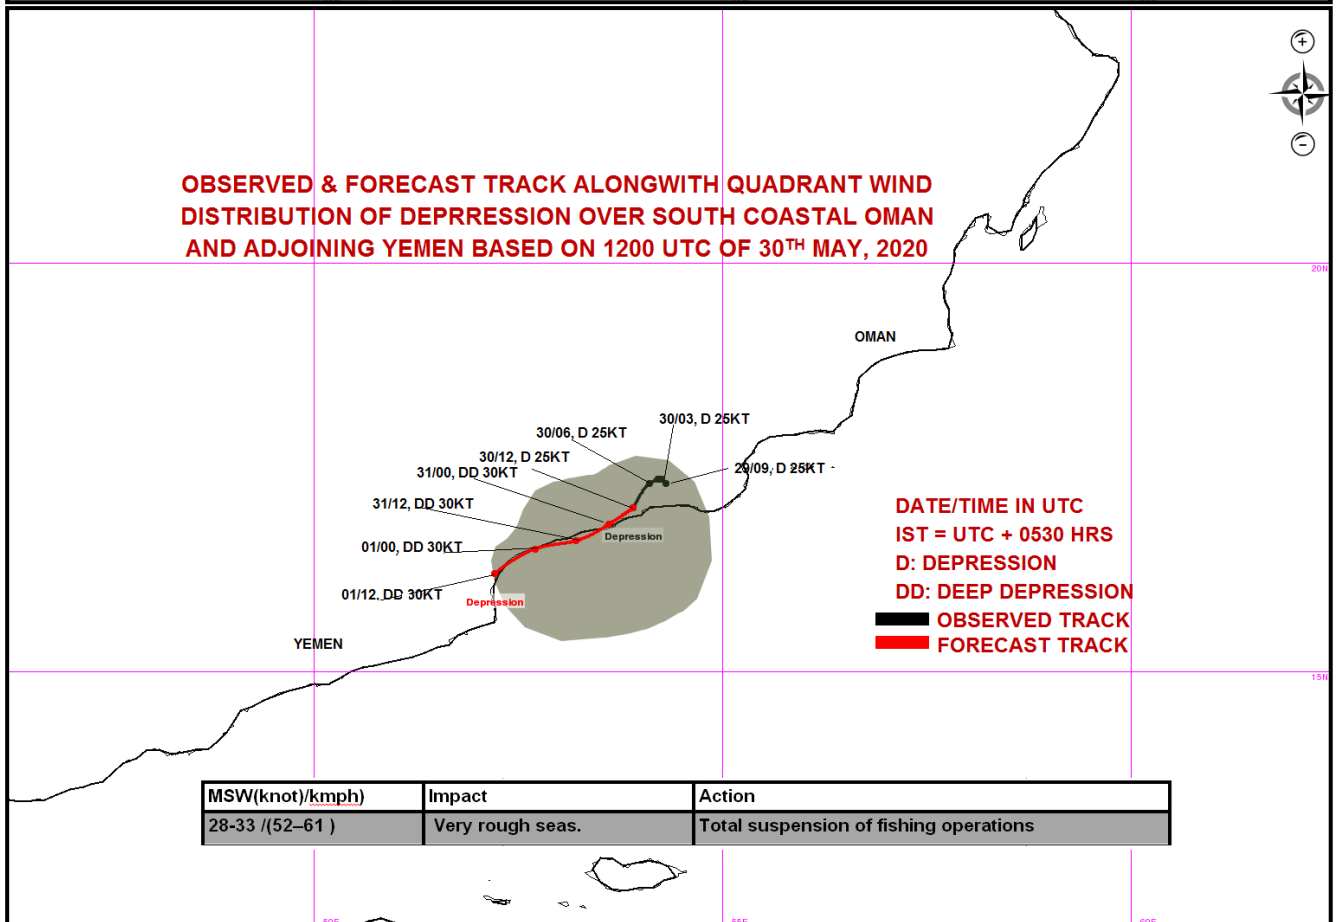 OBSERVED & FORECAST TRACK ALONGWITH QUADRANT WIND
DISTRIBUTION OF DEPRRESSION OVER SOUTH COASTAL OMAN
AND ADJOINING YEMEN BASED ON 1200 UTC OF 30TH MAY, 2020
20N
OMAN
30/03, D 25KT
30/06, D 25KT
30/12, D 25KT
29/09, D 25KT
31/00, DD 30KT
31/12, DD 30KT
01/00, DD 30KT
01/12, DD 30KT
Depression
Depression
YEMEN
DATE/TIME IN UTC
IST = UTC + 0530 HRS
D: DEPRESSION
DD: DEEP DEPRESSION
OBSERVED TRACK
FORECAST TRACK
15N
MSW(knot)/kmph) Impact Action
28-33 /(52–61 ) Very rough seas. Total suspension of fishing operations
50E 55E 60E